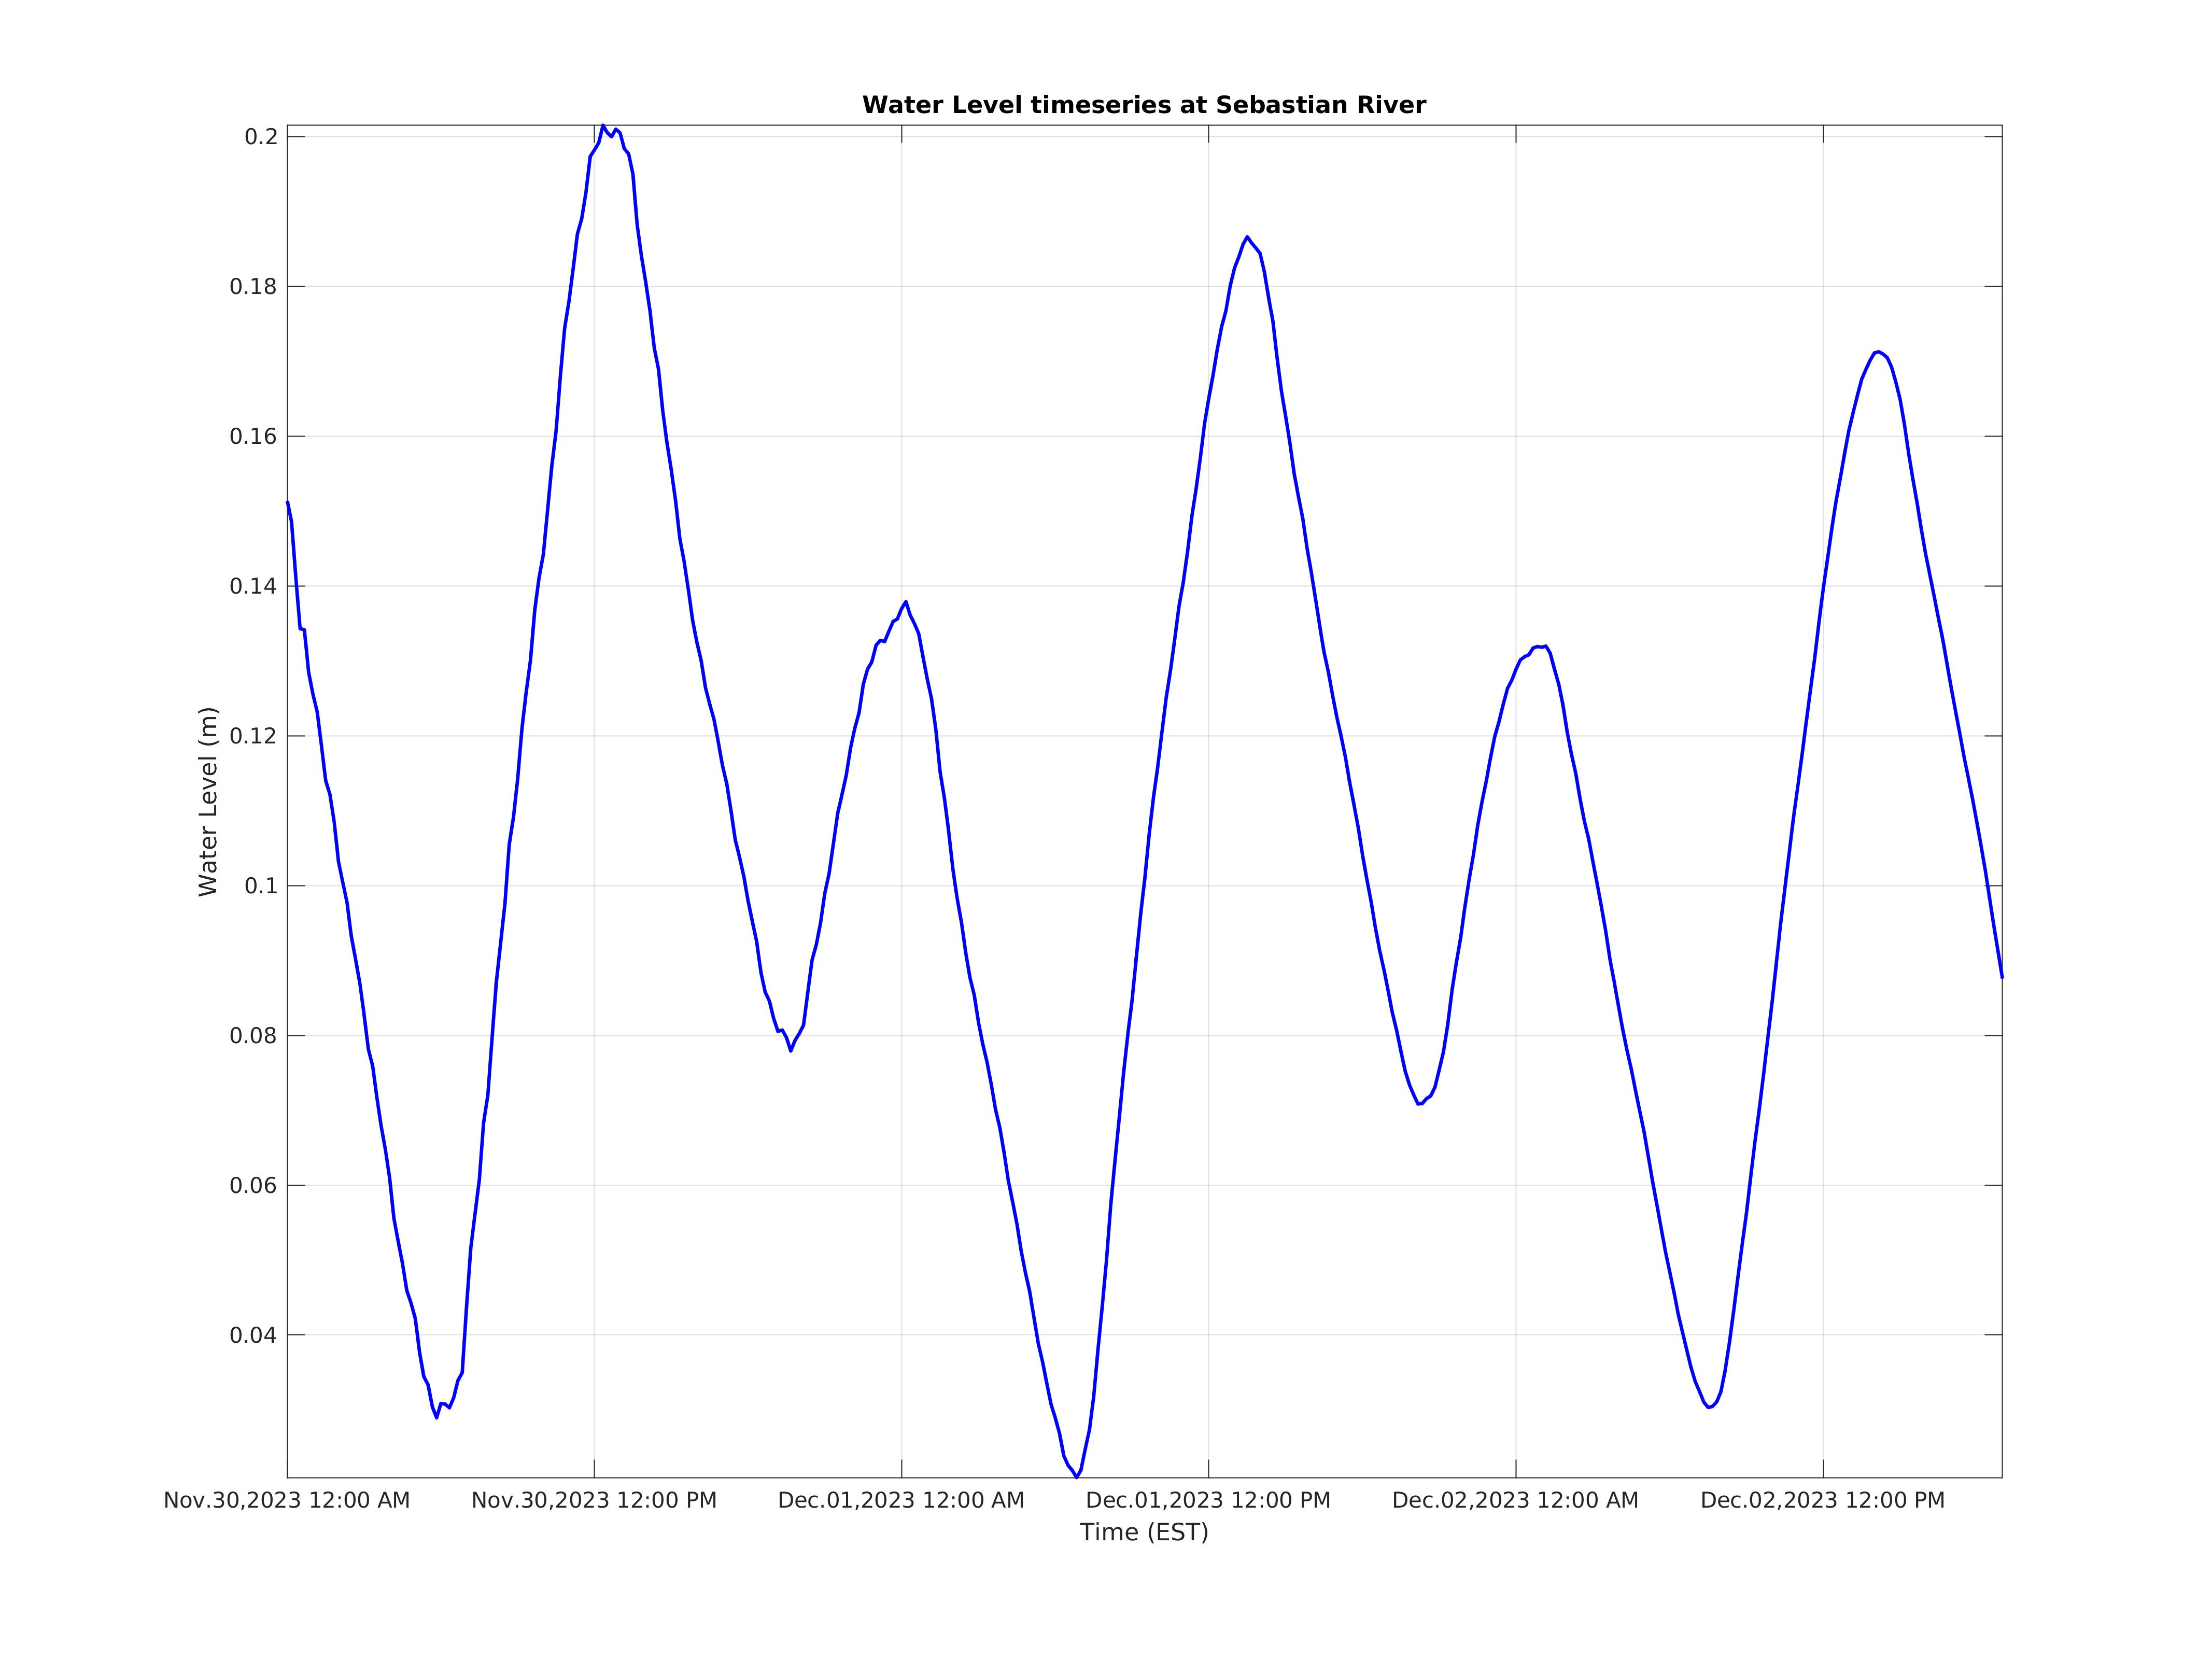 Water Level timeseries at Sebastian River
0.2
0.18
0.16
0.14
0.12
0.1
0.08
0.06
0.04
Water Level (m)
Nov.30,2023 12:00 AM Nov.30,2023 12:00 PM Dec.01,2023 12:00 AM Dec.01,2023 12:00 PM Dec.02,2023 12:00 AM Dec.02,2023 12:00 PM
Time (EST)